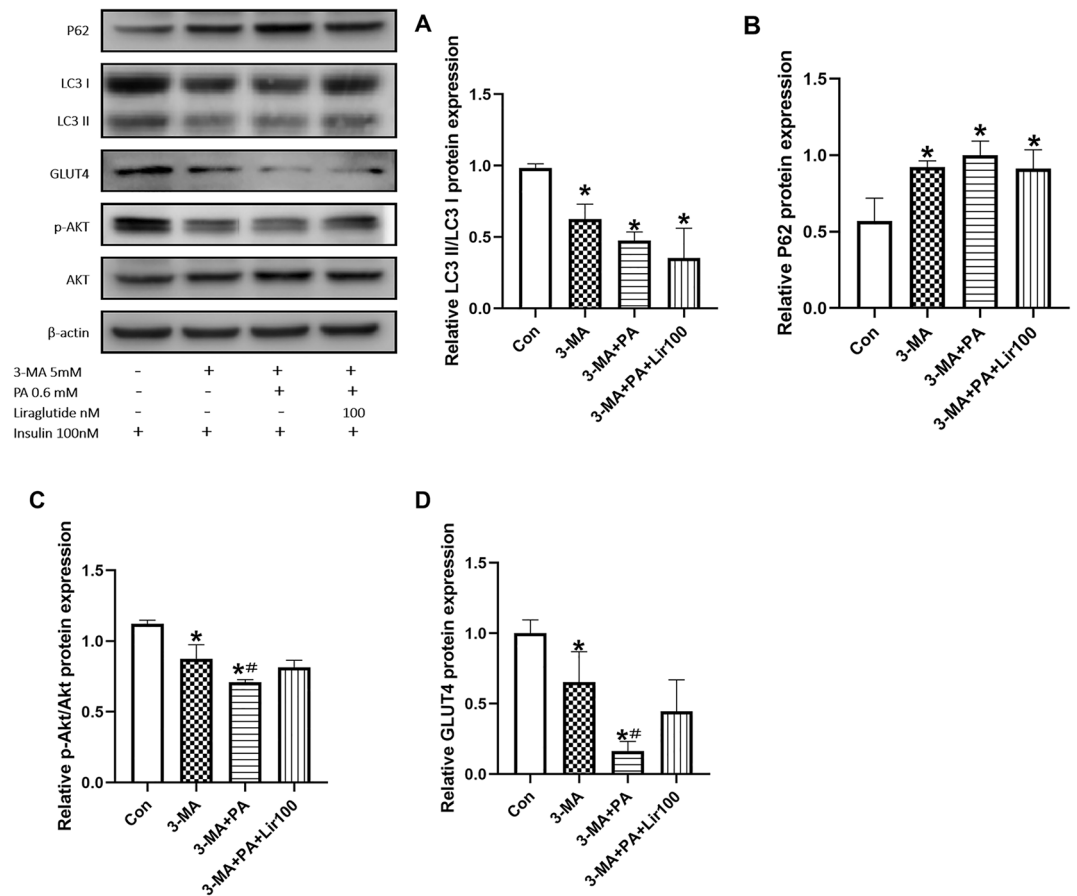 P62
LC3 I
LC3 II
GLUT4
p-AKT
AKT
β-actin
3-MA 5mM - + + +
PA 0.6 mM - - + +
Liraglutide nM - - - 100
Insulin 100nM + + + +
A
Relative LC3 II/LC3 I protein expression
1.5
1.0
0.5
0.0
*
*
*
Con
3-MA
3-MA+PA
3-MA+PA+Lir100
B
Relative P62 protein expression
1.5
1.0
0.5
0.0
*
*
*
Con
3-MA
3-MA+PA
3-MA+PA+Lir100
C
Relative p-Akt/Akt protein expression
1.5
1.0
0.5
0.0
*
*#
Con
3-MA
3-MA+PA
3-MA+PA+Lir100
D
Relative GLUT4 protein expression
1.5
1.0
0.5
0.0
*
*#
Con
3-MA
3-MA+PA
3-MA+PA+Lir100